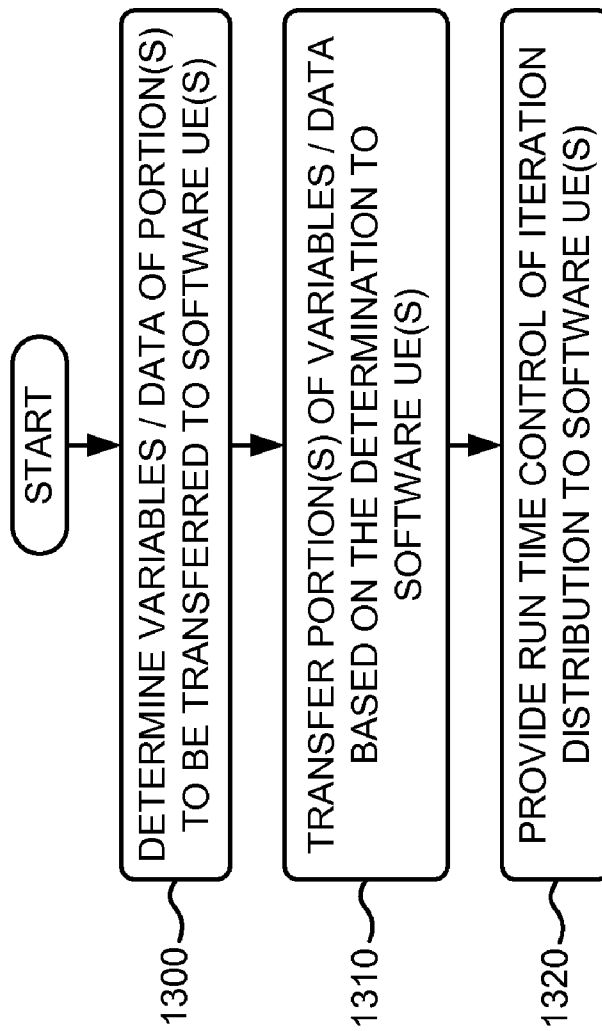 START
DETERMINE VARIABLES / DATA OF PORTION(S)
TO BE TRANSFERRED TO SOFTWARE UE(S)
1300
TRANSFER PORTION(S) OF VARIABLES / DATA
BASED ON THE DETERMINATION TO
SOFTWARE UE(S)
1310
PROVIDE RUN TIME CONTROL OF ITERATION
DISTRIBUTION TO SOFTWARE UE(S)
1320